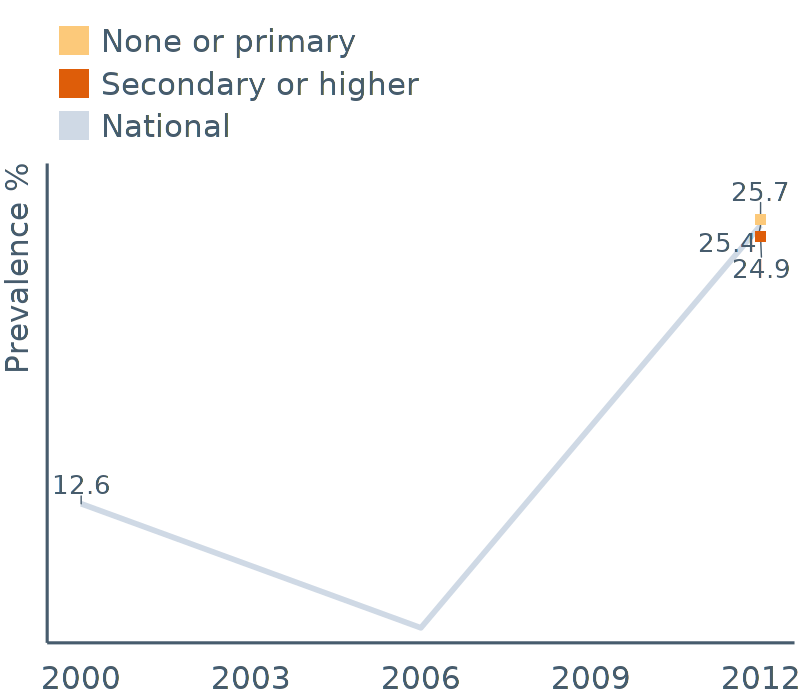 None or primary
Secondary or higher
National
Prevalence %
25.7
25.4
24.9
12.6
2000 2003 2006 2009 2012